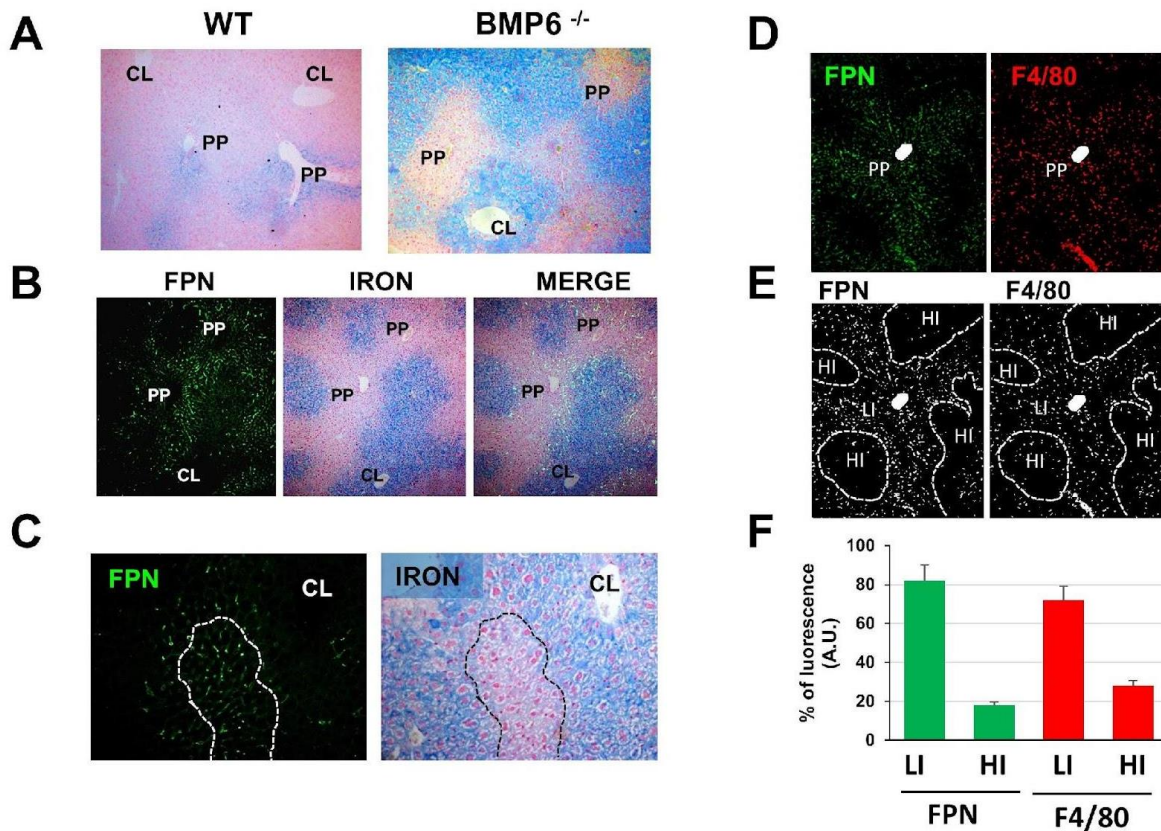 A
WT
BMP6 -/-
CL
CL
PP
PP
PP
PP
CL
B
FPN
IRON
MERGE
PP
PP
CL
PP
PP
CL
PP
PP
CL
C
FPN
CL
IRON
CL
D
FPN
F4/80
PP
PP
E
FPN
F4/80
HI
HI
LI
HI
HI
HI
HI
LI
HI
HI
F
% of luorescence
(A.U.)
100
80
60
40
20
0
LI
HI
LI
HI
FPN
F4/80